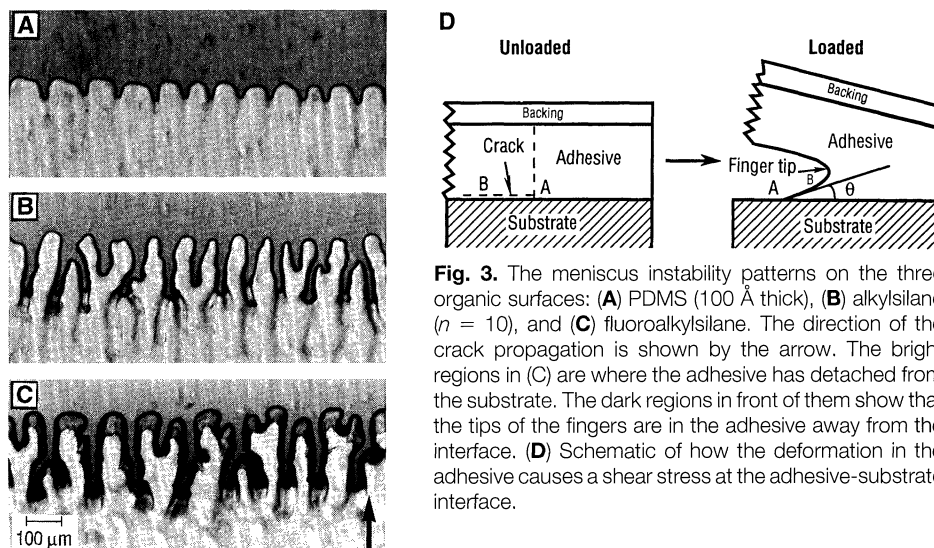 A
B
C
100 μm
D
Unloaded
Loaded
Backing
Crack
B
A
Adhesive
Substrate
Backing
Adhesive
Finger tip
B
A
θ
Substrate
Fig. 3. The meniscus instability patterns on the three
organic surfaces: (A) PDMS (100 Å thick), (B) alkylsilane
(n = 10), and (C) fluoroalkylsilane. The direction of the
crack propagation is shown by the arrow. The brigh
regions in (C) are where the adhesive has detached from
the substrate. The dark regions in front of them show tha
the tips of the fingers are in the adhesive away from the
interface. (D) Schematic of how the deformation in the
adhesive causes a shear stress at the adhesive-substrate
interface.